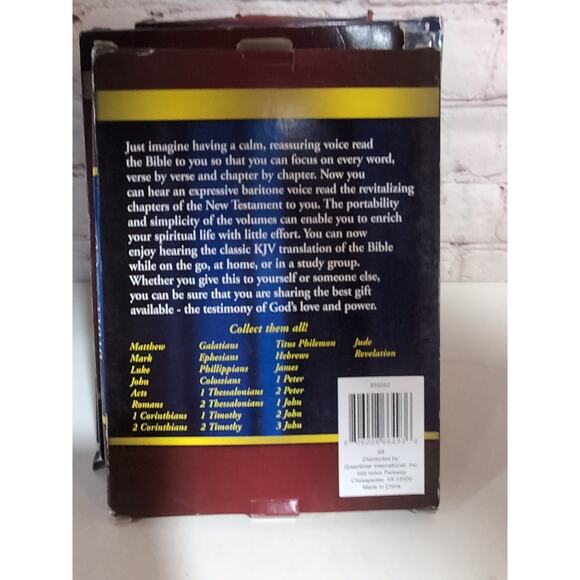 Just imagine having a calm, reassuring voice read
the Bible to you so that you can focus on every word,
verse by verse and chapter by chapter. Now you
can hear an expressive baritone voice read the revitalizing
chapters of the New Testament to you. The portability
and simplicity of the volumes can enable you to enrich
your spiritual life with little effort. You can now
enjoy hearing the classic KJV translation of the Bible
while on the go, at home, or in a study group.
Whether you give this to yourself or someone else,
you can be sure that you are sharing the best gift
available - the testimony of God's love and power.
Collect them all!
Matthew Galatians Titus Philemon Jude
Mark Ephesians Hebrews Revelation
Luke Phillippians James
John Colossians 1 Peter
Acts 1 Thessalonians 2 Peter
Romans 2 Thessalonians 1 John
1 Corinthians 1 Timothy 2 John
2 Corinthians 2 Timothy 3 John
Distributed by
Greenbrier International, Inc.
500 Volvo Parkway
Chesapeake, VA 23320
Made in China